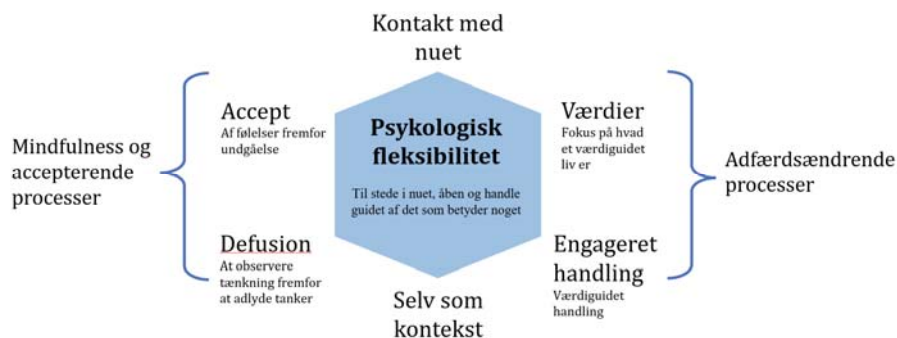 Kontakt med
nuet
Mindfulness og
accepterende
processer
Accept
Af følelser fremfor
undgåelse
Defusion
At observere
tænkning fremfor
at adlyde tanker
Psykologisk
fleksibilitet
Til stede i nuet, åben og handle
guidet af det som betyder noget
Værdier
Fokus på hvad
et værdiguidet
liv er
Engageret
handling
Værdiguidet
handling
Adfærdsændrende
processer
Selv som
kontekst